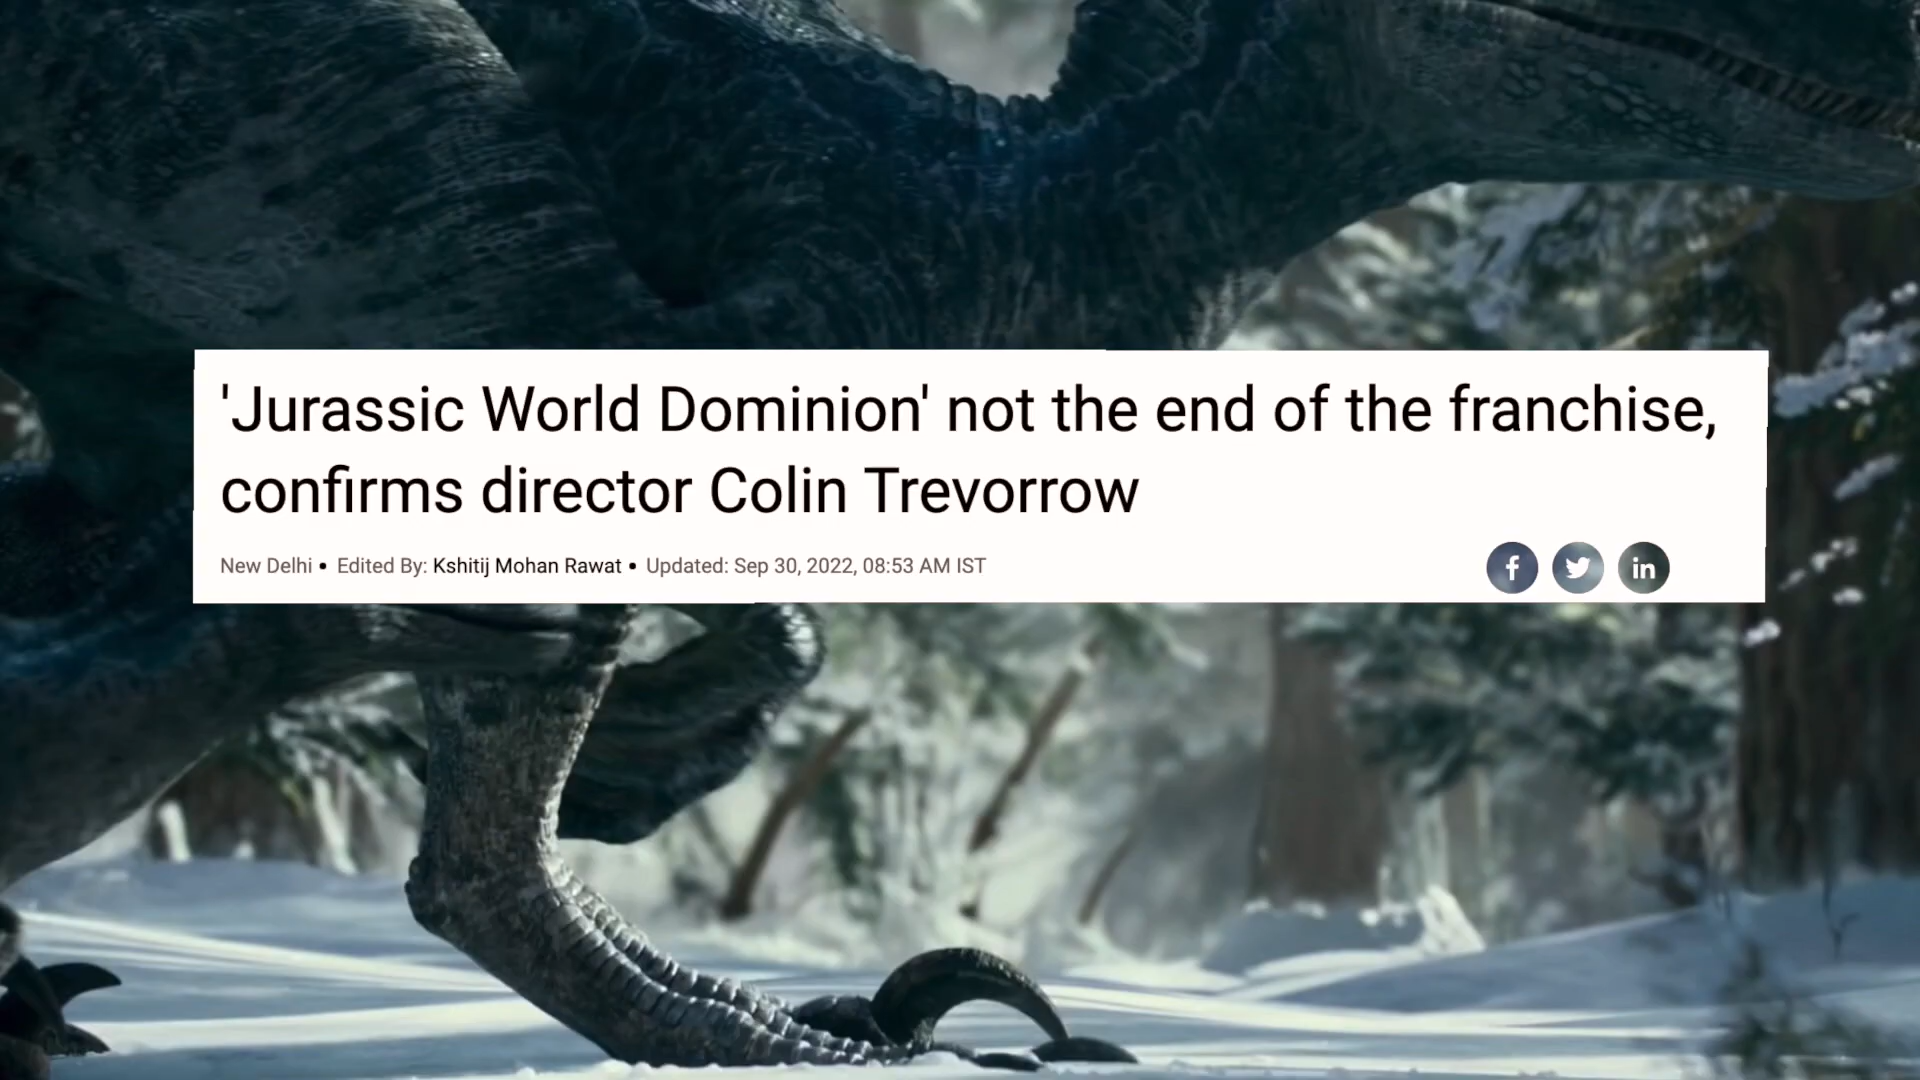 'Jurassic World Dominion' not the end of the franchise,
confirms director Colin Trevorrow
New Delhi • Edited By: Kshitij Mohan Rawat • Updated: Sep 30, 2022, 08:53 AM IST
f in